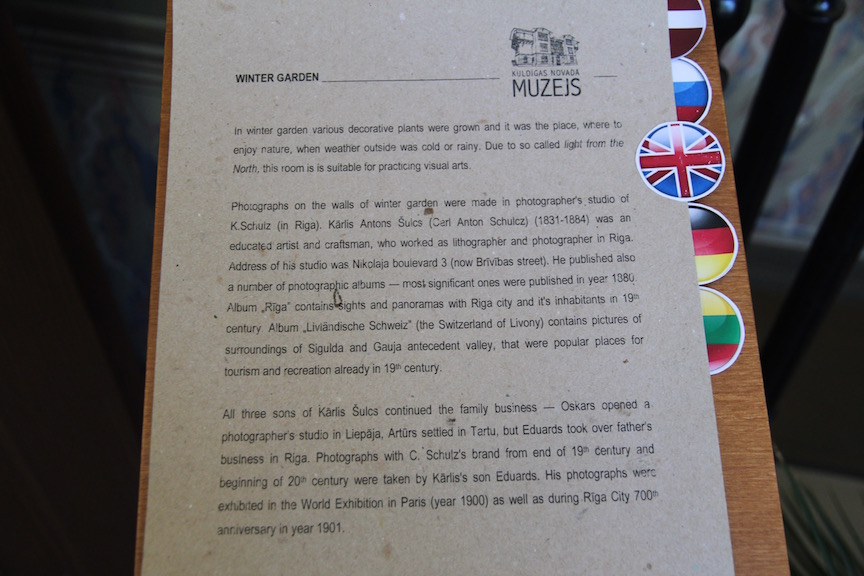 KULDĪGAS NOVADA
WINTER GARDEN
MUZEJS
In winter garden various decorative plants were grown and it was the place, where to
enjoy nature, when weather outside was cold or rainy. Due to so called light from the
North, this room is is suitable for practicing visual arts.
Photographs on the walls of winter garden were made in photographer's studio of
K.Schulz (in Riga). Kārlis Antons Šulcs (Carl Anton Schulcz) (1831-1884) was an
educated artist and craftsman, who worked as lithographer and photographer in Riga.
Address of his studio was Nikolaja boulevard 3 (now Brīvības street). He published also
a number of photographic albums — most significant ones were published in year 1880.
Album „Rīga" contains sights and panoramas with Riga city and it's inhabitants in 19th
century. Album „Livländische Schweiz" (the Switzerland of Livony) contains pictures of
surroundings of Sigulda and Gauja antecedent valley, that were popular places for
tourism and recreation already in 19th century.
All three sons of Kārlis Šulcs continued the family business — Oskars opened a
photographer's studio in Liepāja, Artūrs settled in Tartu, but Eduards took over father's
business in Riga. Photographs with C. Schulz's brand from end of 19th century and
beginning of 20th century were taken by Kārlis's son Eduards. His photographs were
exhibited in the World Exhibition in Paris (year 1900) as well as during Rīga City 700th
anniversary in year 1901.